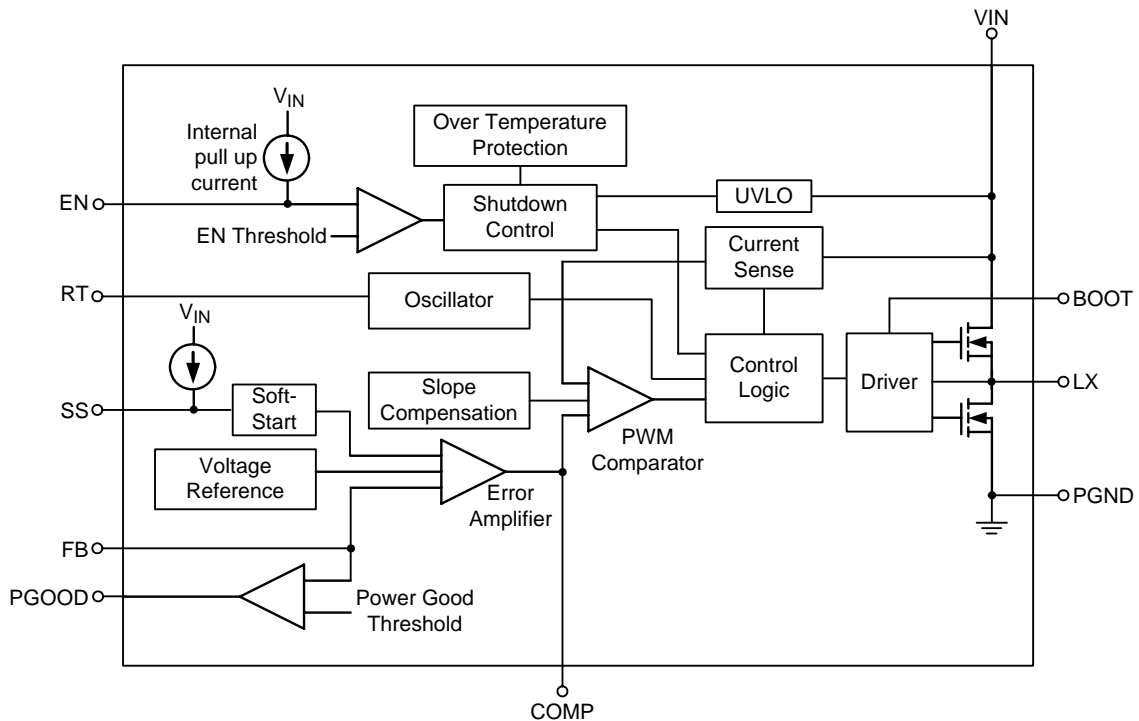 VIN
V_IN
Over Temperature
Protection
Internal
pull up
current
EN
EN Threshold
Shutdown
Control
UVLO
Current
Sense
RT
Oscillator
BOOT
V_IN
Control
Logic
Driver
LX
Slope
Compensation
SS
Soft-
Start
PWM
Comparator
Voltage
Reference
Error
Amplifier
PGND
FB
PGOOD
Power Good
Threshold
COMP